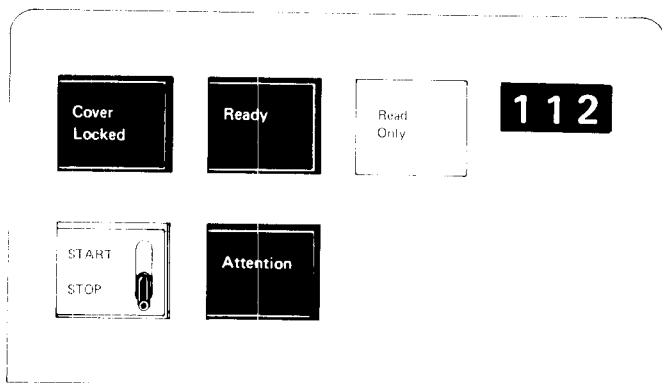 Cover
Locked
Ready
Read
Only
112
START
STOP
Attention